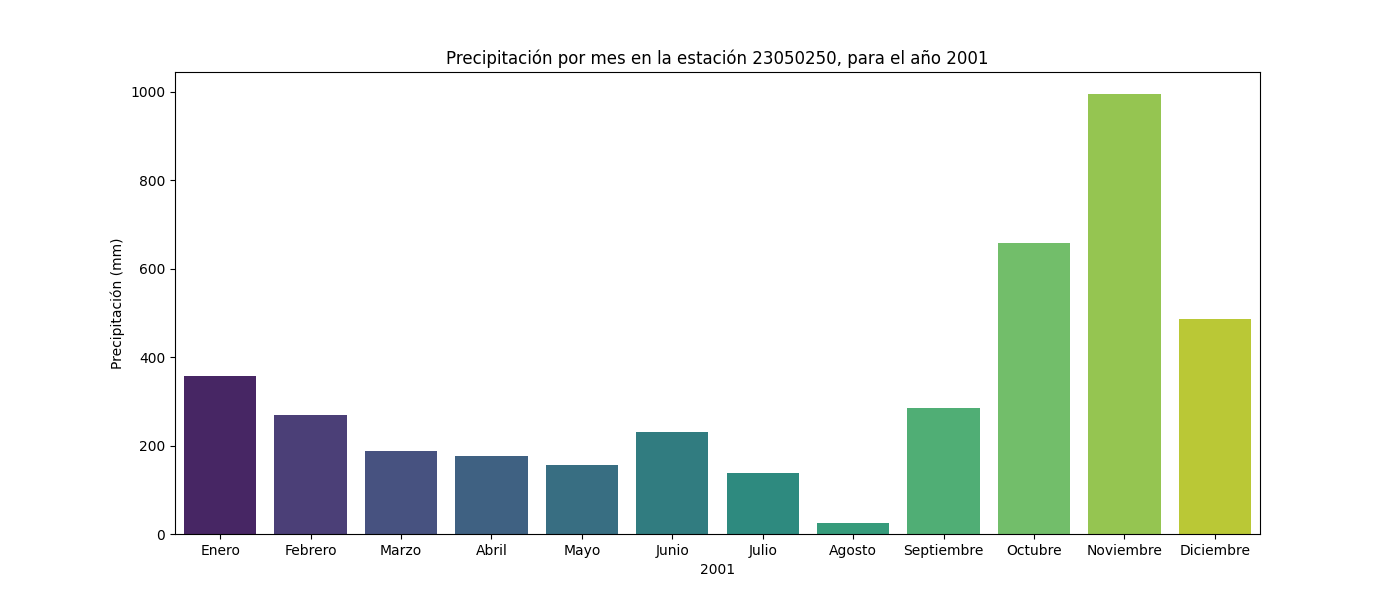 Precipitación por mes en la estación 23050250, para el año 2001
Precipitación (mm)
1000
800
600
400
200
0
Enero Febrero Marzo Abril Mayo Junio Julio Agosto Septiembre Octubre Noviembre Diciembre
2001